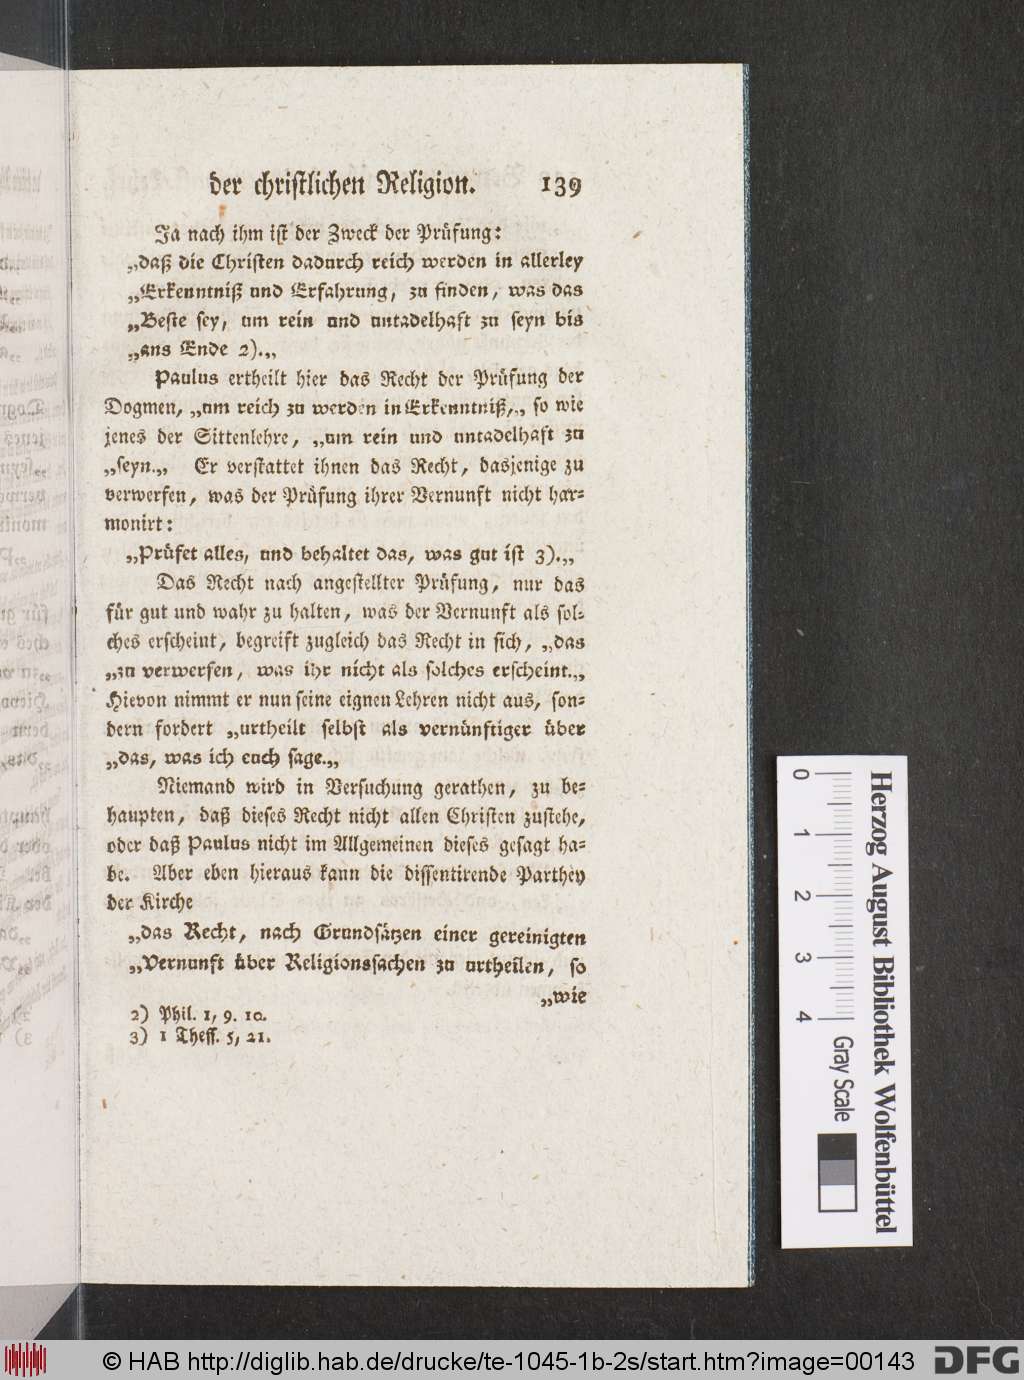 der christlichen Religion. 139
Ja nach ihm ist der Zweck der Prüfung:
„daß die Christen dadurch reich werden in allerley
„Erkenntniß und Erfahrung, zu finden, was das
„Beste sey, um rein und untadelhaft zu seyn bis
„ans Ende 2).„
Paulus ertheilt hier das Recht der Prüfung der
Dogmen, „um reich zu werden in Erkenntniß,„ so wie
jenes der Sittenlehre, „um rein und untadelhaft zu
„seyn.„ Er verstattet ihnen das Recht, dasjenige zu
verwerfen, was der Prüfung ihrer Vernunft nicht har=
monirt:
„Prüfet alles, und behaltet das, was gut ist 3).„
Das Recht nach angestellter Prüfung, nur das
für gut und wahr zu halten, was der Vernunft als sol=
ches erscheint, begreift zugleich das Recht in sich, „das
„zu verwerfen, was ihr nicht als solches erscheint.„
Hievon nimmt er nun seine eignen Lehren nicht aus, son=
dern fordert „urtheilt selbst als vernünftiger über
„das, was ich euch sage.„
Niemand wird in Versuchung gerathen, zu be=
haupten, daß dieses Recht nicht allen Christen zustehe,
oder daß Paulus nicht im Allgemeinen dieses gesagt ha=
be. Aber eben hieraus kann die dissentirende Parthey
der Kirche
„das Recht, nach Grundsätzen einer gereinigten
„Vernunft über Religionssachen zu urtheilen, so
„wie
2) Phil. 1, 9. 10.
3) 1 Thess. 5, 21.
0 1 2 3 4
Herzog August Bibliothek Wolfenbüttel
Gray Scale
© HAB http://diglib.hab.de/drucke/te-1045-1b-2s/start.htm?image=00143
DFG